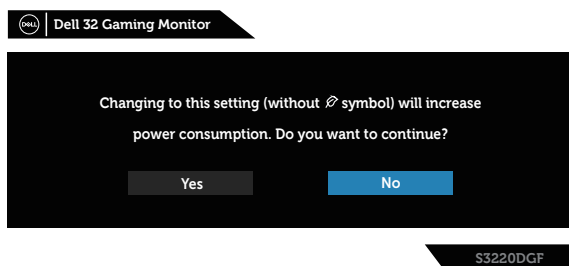 DELL
Dell 32 Gaming Monitor
Changing to this setting (without symbol) will increase
power consumption. Do you want to continue?
Yes
No
S3220DGF